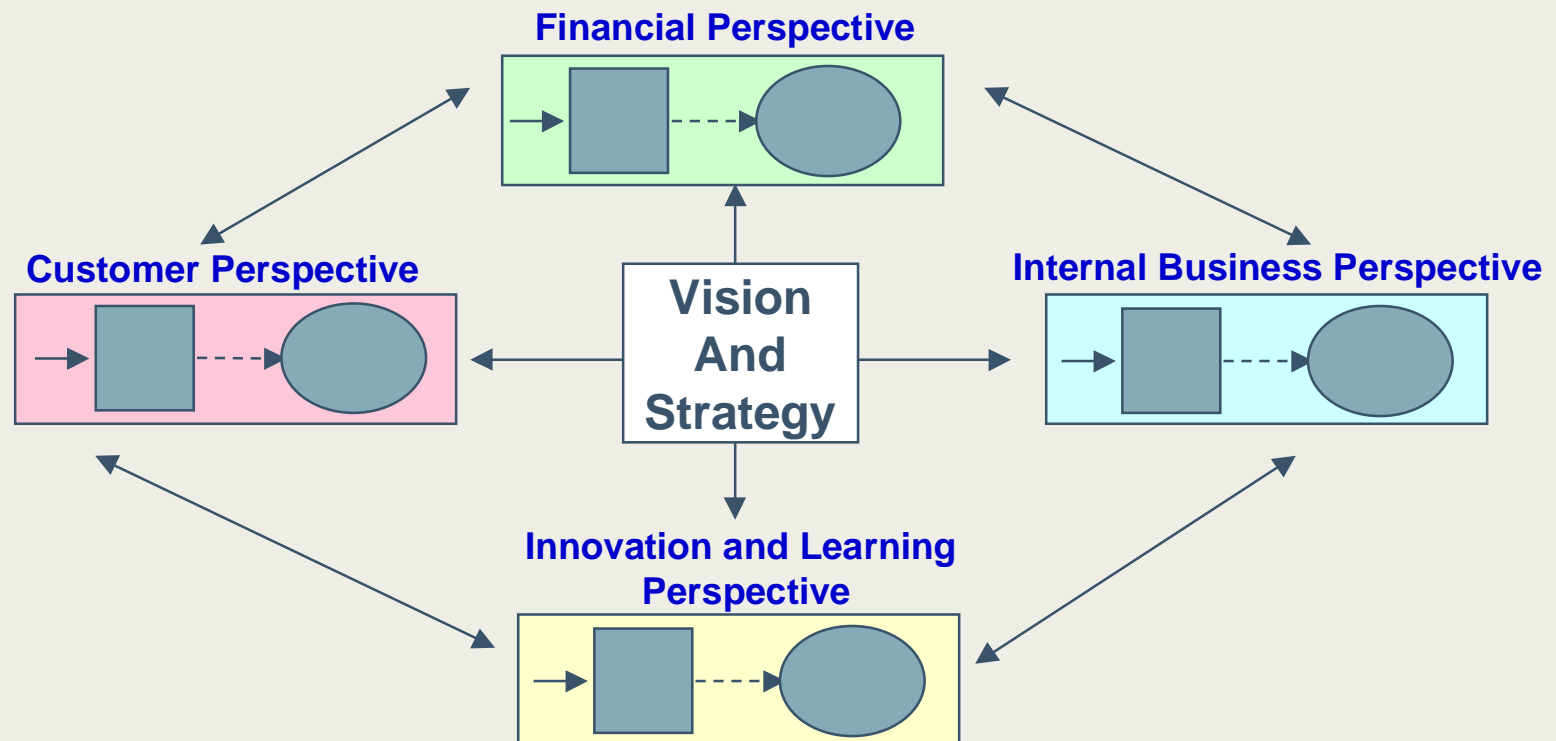 Financial Perspective
Customer Perspective
Internal Business Perspective
Vision
And
Strategy
Innovation and Learning
Perspective